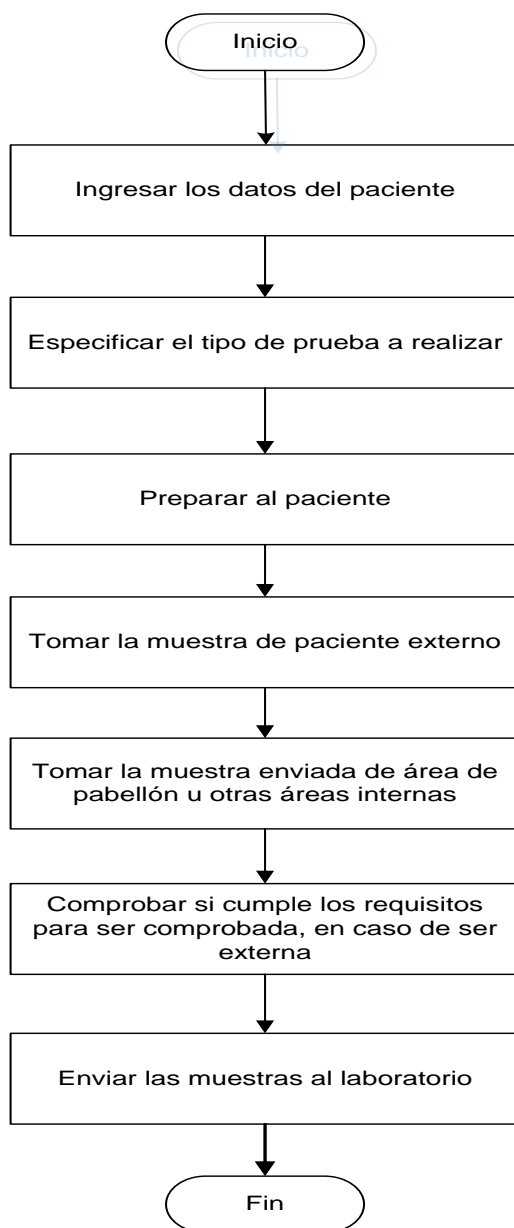 Inicio
Inicio
Ingresar los datos del paciente
Especificar el tipo de prueba a realizar
Preparar al paciente
Tomar la muestra de paciente externo
Tomar la muestra enviada de área de
pabellón u otras áreas internas
Comprobar si cumple los requisitos
para ser comprobada, en caso de ser
externa
Enviar las muestras al laboratorio
Fin